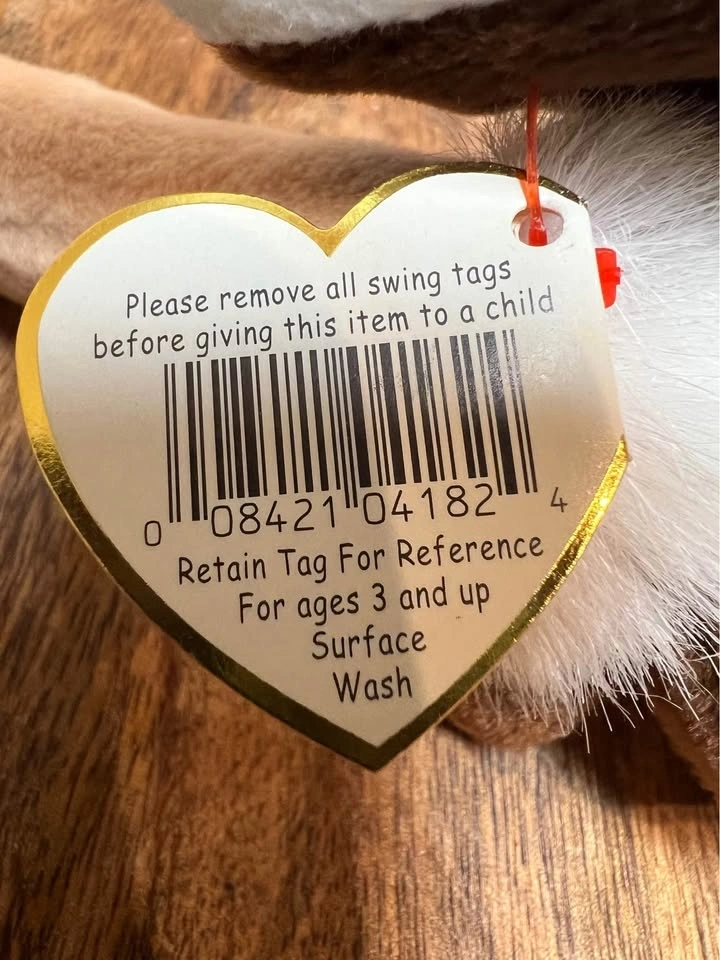 Please remove all swing tags
before giving this item to a child
0 08421 04182 4
Retain Tag For Reference
For ages 3 and up
Surface
Wash